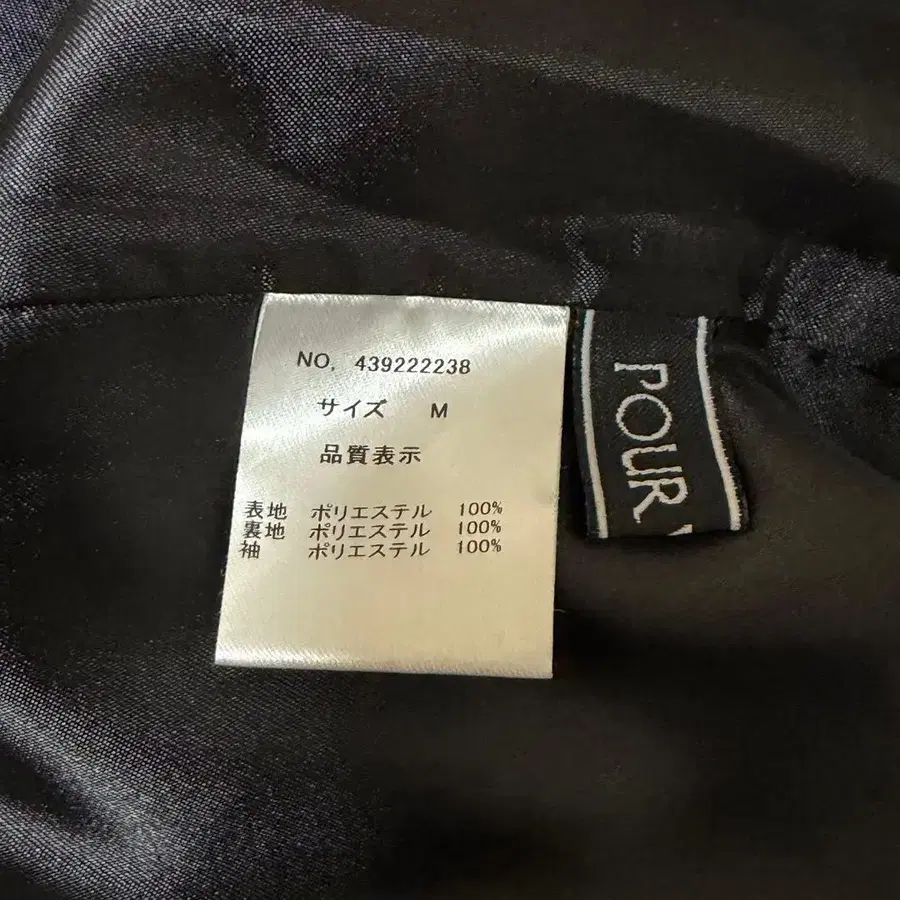 NO, 439222238
サイズ M
品質表示
表地 ポリエステル 100%
裏地 ポリエステル 100%
袖 ポリエステル 100%
POUR